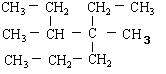 CH₃ — CH₂ CH₂ — CH₃
CH₃ — CH — C — CH₃
CH₃ — CH₂ — CH₂